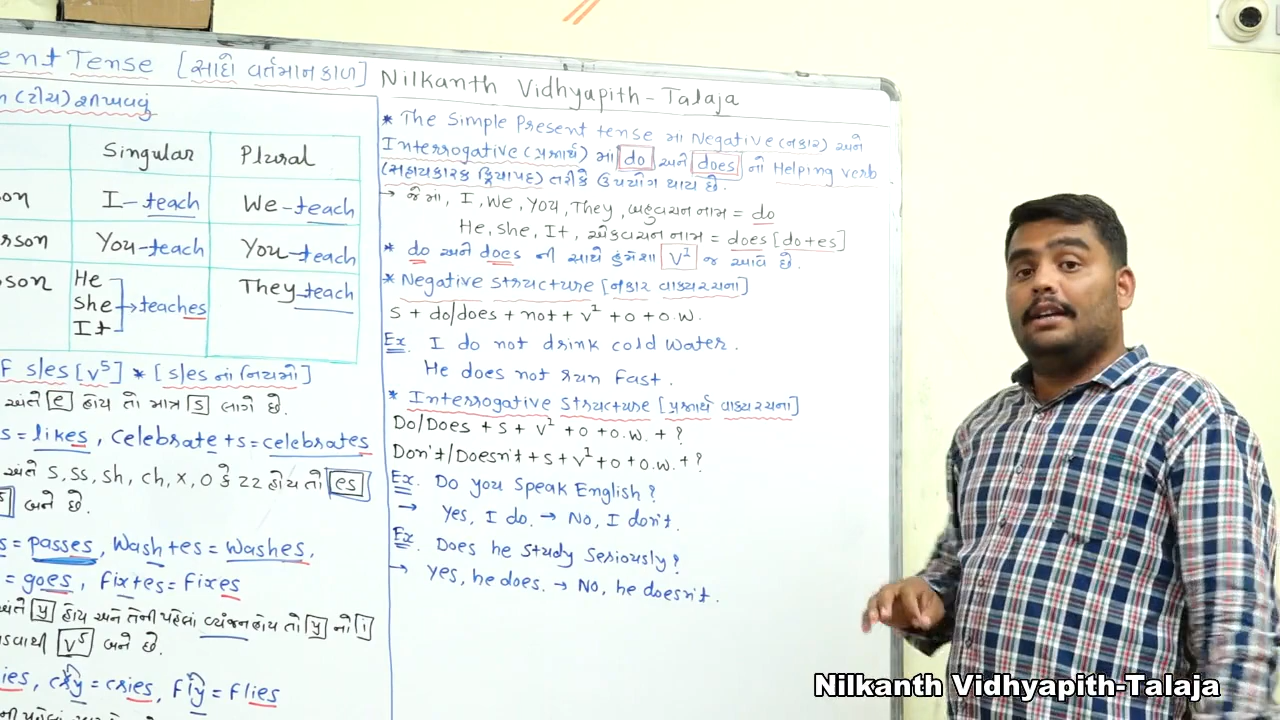 ent Tense [સાદો વર્તમાનકાળ]
(ટીચ) શીખવવું
Singular Plural
son I-teach We-teach
rson You-teach You-teach
son He She It → teaches They-teach
F s/es [V⁵] * [s/es નાં નિયમો]
અંતે e હોય તો માત્ર s લાગે છે.
s = likes, celebrate + s = celebrates
અંતે s, ss, sh, ch, x, o કે zz હોય તો es
બને છે.
s = passes, wash + es = washes,
= goes, fix + es = fixes
અંતે y હોય અને તેની પહેલાં વ્યંજન હોય તો y નો i
V⁵ બને છે.
ies, cry = cries, fly = flies
Nilkanth Vidhyapith - Talaja
* The Simple Present tense માં Negative (નકાર) અને
Interrogative (પ્રશ્નાર્થ) માં do અને does નો Helping verb
(સહાયકારક ક્રિયાપદ) તરીકે ઉપયોગ થાય છે.
→ જેમાં, I, We, You, They, બહુવચન નામ = do
He, She, It, એકવચન નામ = does [do+es]
* do અને does ની સાથે હંમેશા V¹ જ આવે છે.
* Negative Structure [નકાર વાક્યરચના]
S + do/does + not + V¹ + O + O.W.
Ex. I do not drink cold water.
He does not run fast.
* Interrogative Structure [પ્રશ્નાર્થ વાક્યરચના]
Do/Does + S + V¹ + O + O.W. + ?
Don't/Doesn't + S + V¹ + O + O.W. + ?
Ex. Do you speak English?
→ Yes, I do. → No, I don't.
Ex. Does he study seriously?
→ Yes, he does. → No, he doesn't.
Nilkanth Vidhyapith-Talaja